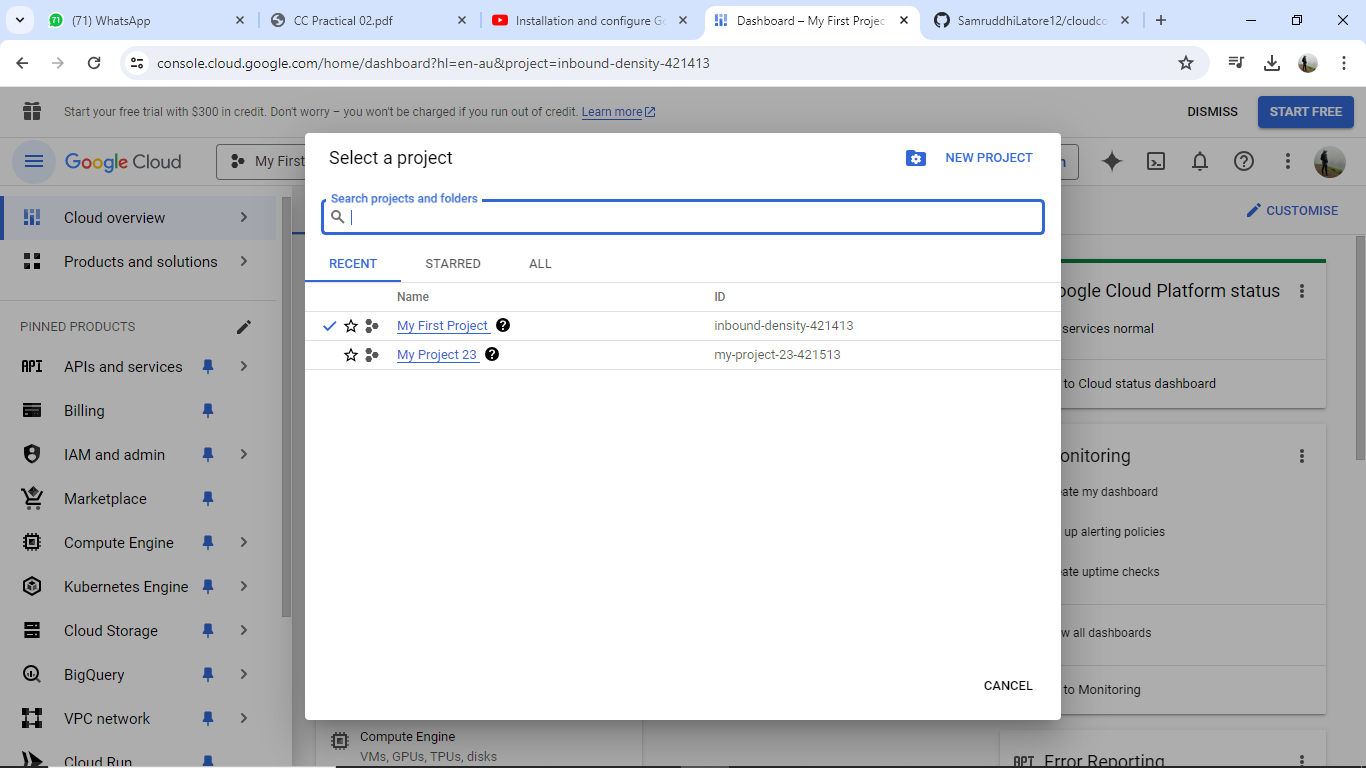 (71) WhatsApp
CC Practical 02.pdf
Installation and configure Go
Dashboard – My First Projec
SamruddhiLatore12/cloudco
console.cloud.google.com/home/dashboard?hl=en-au&project=inbound-density-421413
Start your free trial with $300 in credit. Don't worry – you won't be charged if you run out of credit. Learn more
DISMISS
START FREE
Google Cloud
My First
Select a project
NEW PROJECT
Search projects and folders
RECENT
STARRED
ALL
Name
ID
My First Project
inbound-density-421413
My Project 23
my-project-23-421513
CANCEL
Cloud overview
Products and solutions
PINNED PRODUCTS
API APIs and services
Billing
IAM and admin
Marketplace
Compute Engine
Kubernetes Engine
Cloud Storage
BigQuery
VPC network
Cloud Run
Compute Engine
VMs, GPUs, TPUs, disks
CUSTOMISE
oogle Cloud Platform status
services normal
to Cloud status dashboard
onitoring
eate my dashboard
up alerting policies
eate uptime checks
w all dashboards
to Monitoring
Error Reporting